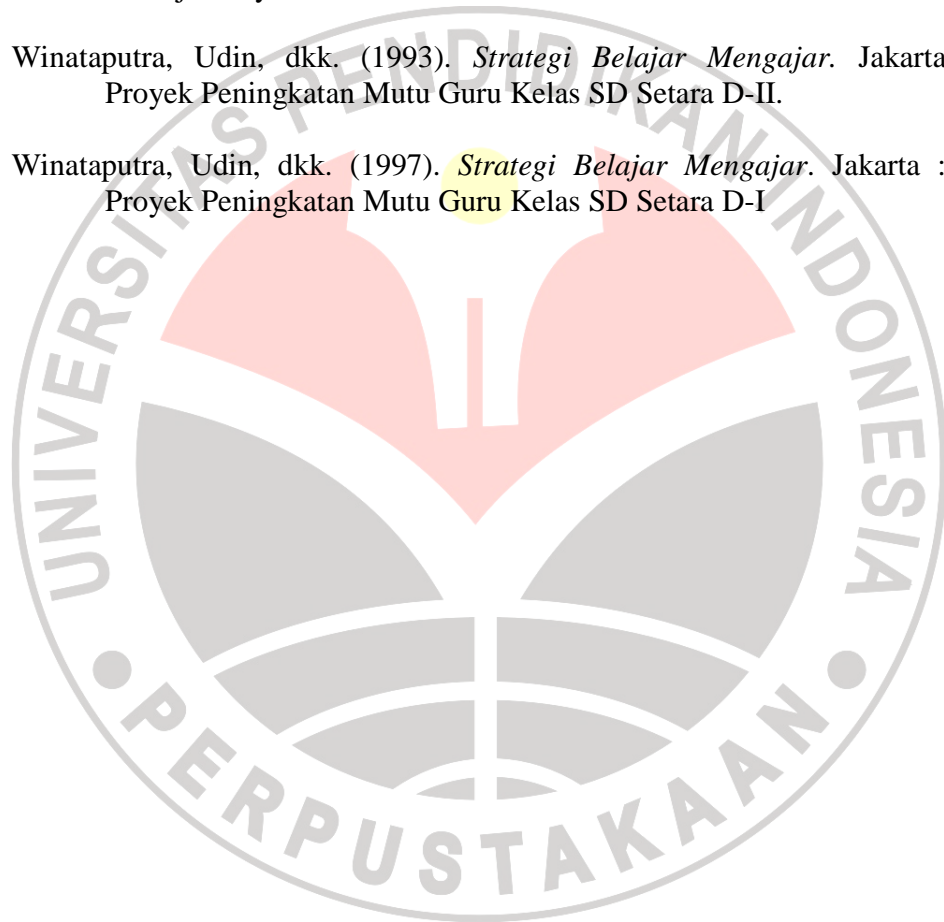 Winataputra, Udin, dkk. (1993). Strategi Belajar Mengajar. Jakarta
Proyek Peningkatan Mutu Guru Kelas SD Setara D-II.
Winataputra, Udin, dkk. (1997). Strategi Belajar Mengajar. Jakarta :
Proyek Peningkatan Mutu Guru Kelas SD Setara D-I
UNIVERSITAS PENDIDIKAN INDONESIA
PERPUSTAKAAN